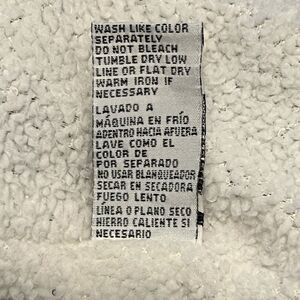 WASH LIKE COLOR
SEPARATELY
DO NOT BLEACH
TUMBLE DRY LOW
LINE OR FLAT DRY
WARM IRON IF
NECESSARY
LAVADO A
MÁQUINA EN FRÍO
ADENTRO HACIA AFUERA
LAVE COMO EL
COLOR DE
POR SEPARADO
NO USAR BLANQUEADOR
SECAR EN SECADORA
FUEGO LENTO
LÍNEA O PLANO SECO
HIERRO CALIENTE SI
NECESARIO